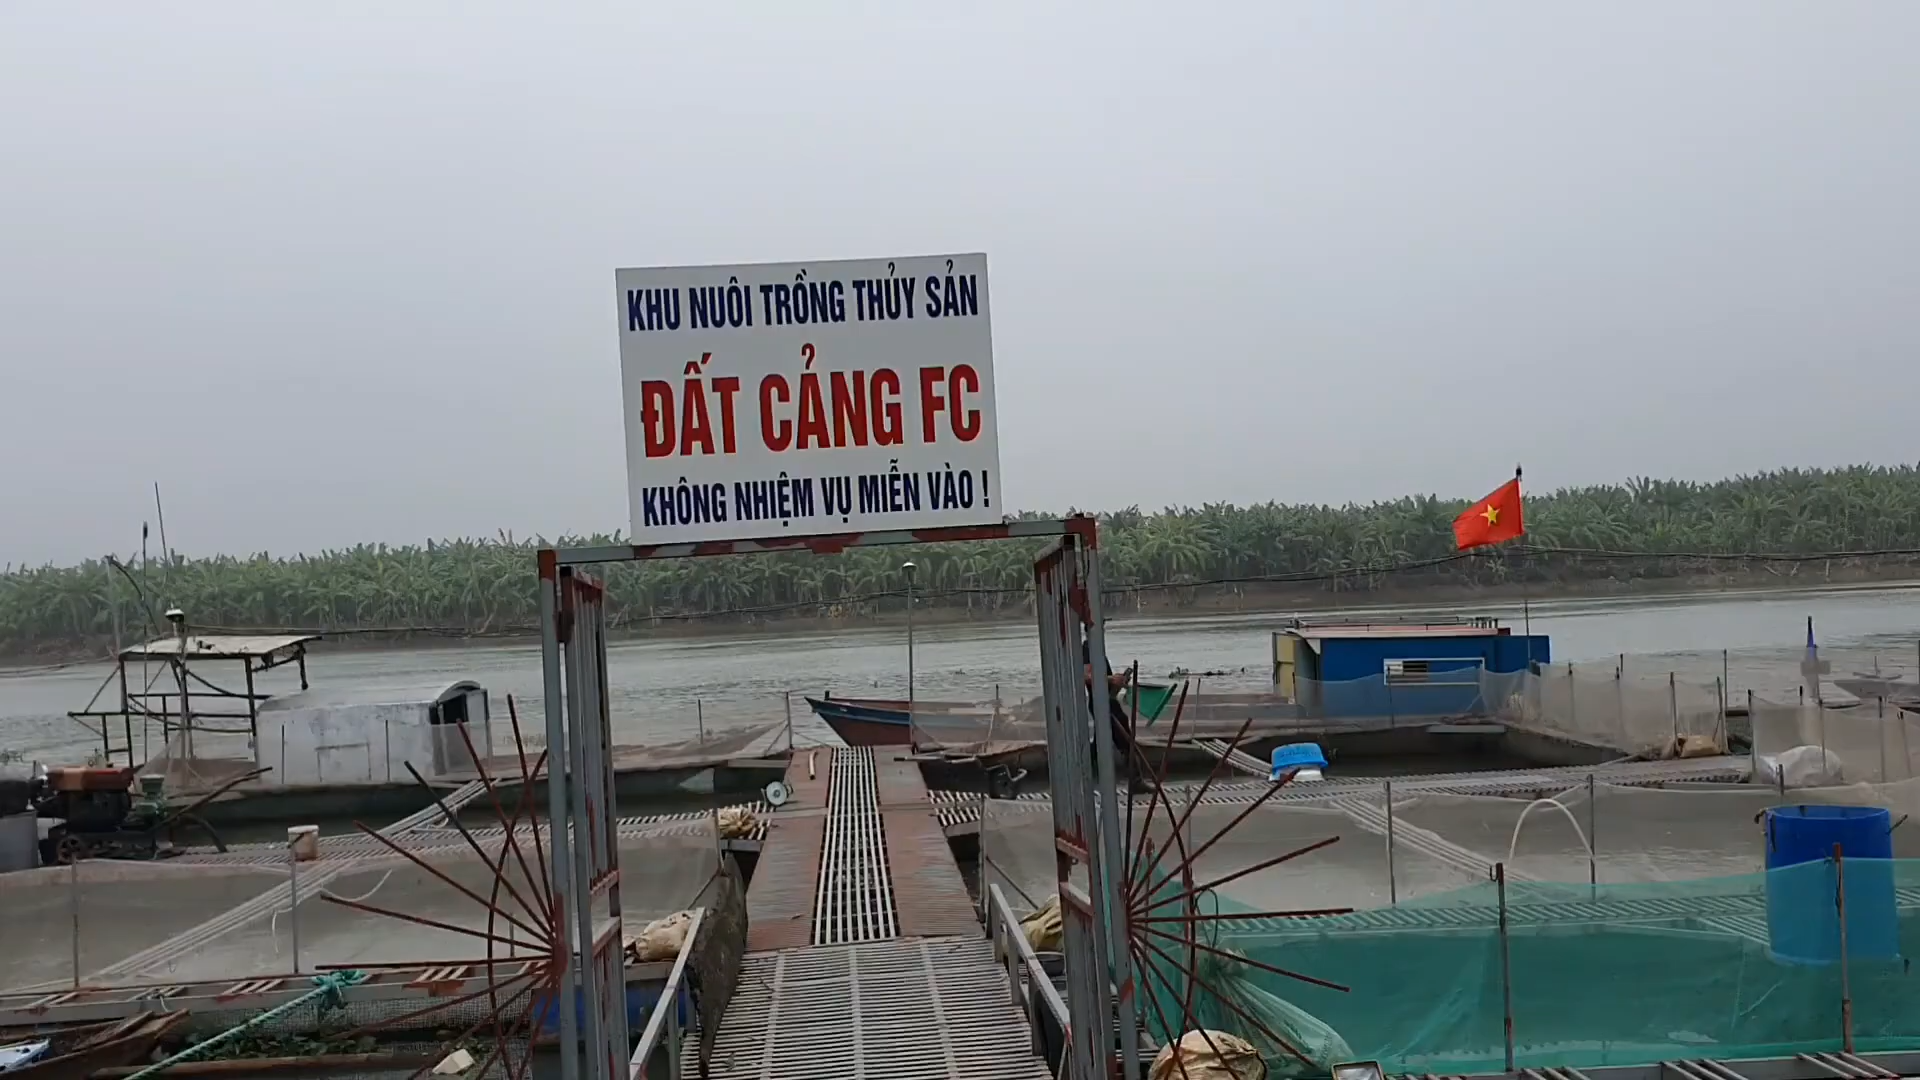 KHU NUÔI TRỒNG THỦY SẢN
ĐẤT CẢNG FC
KHÔNG NHIỆM VỤ MIỄN VÀO !